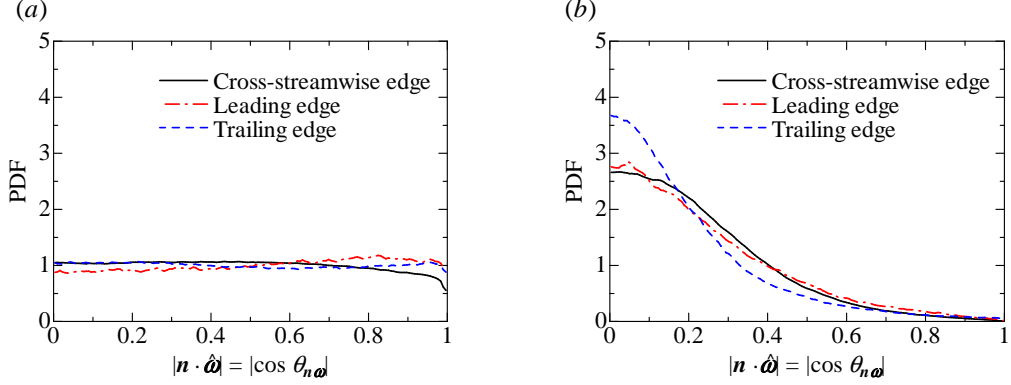 (a)
5
4
3
2
1
0
PDF
Cross-streamwise edge
Leading edge
Trailing edge
0 0.2 0.4 0.6 0.8 1
|n · ω̂| = |cos θnω|
(b)
5
4
3
2
1
0
PDF
Cross-streamwise edge
Leading edge
Trailing edge
0 0.2 0.4 0.6 0.8 1
|n · ω̂| = |cos θnω|